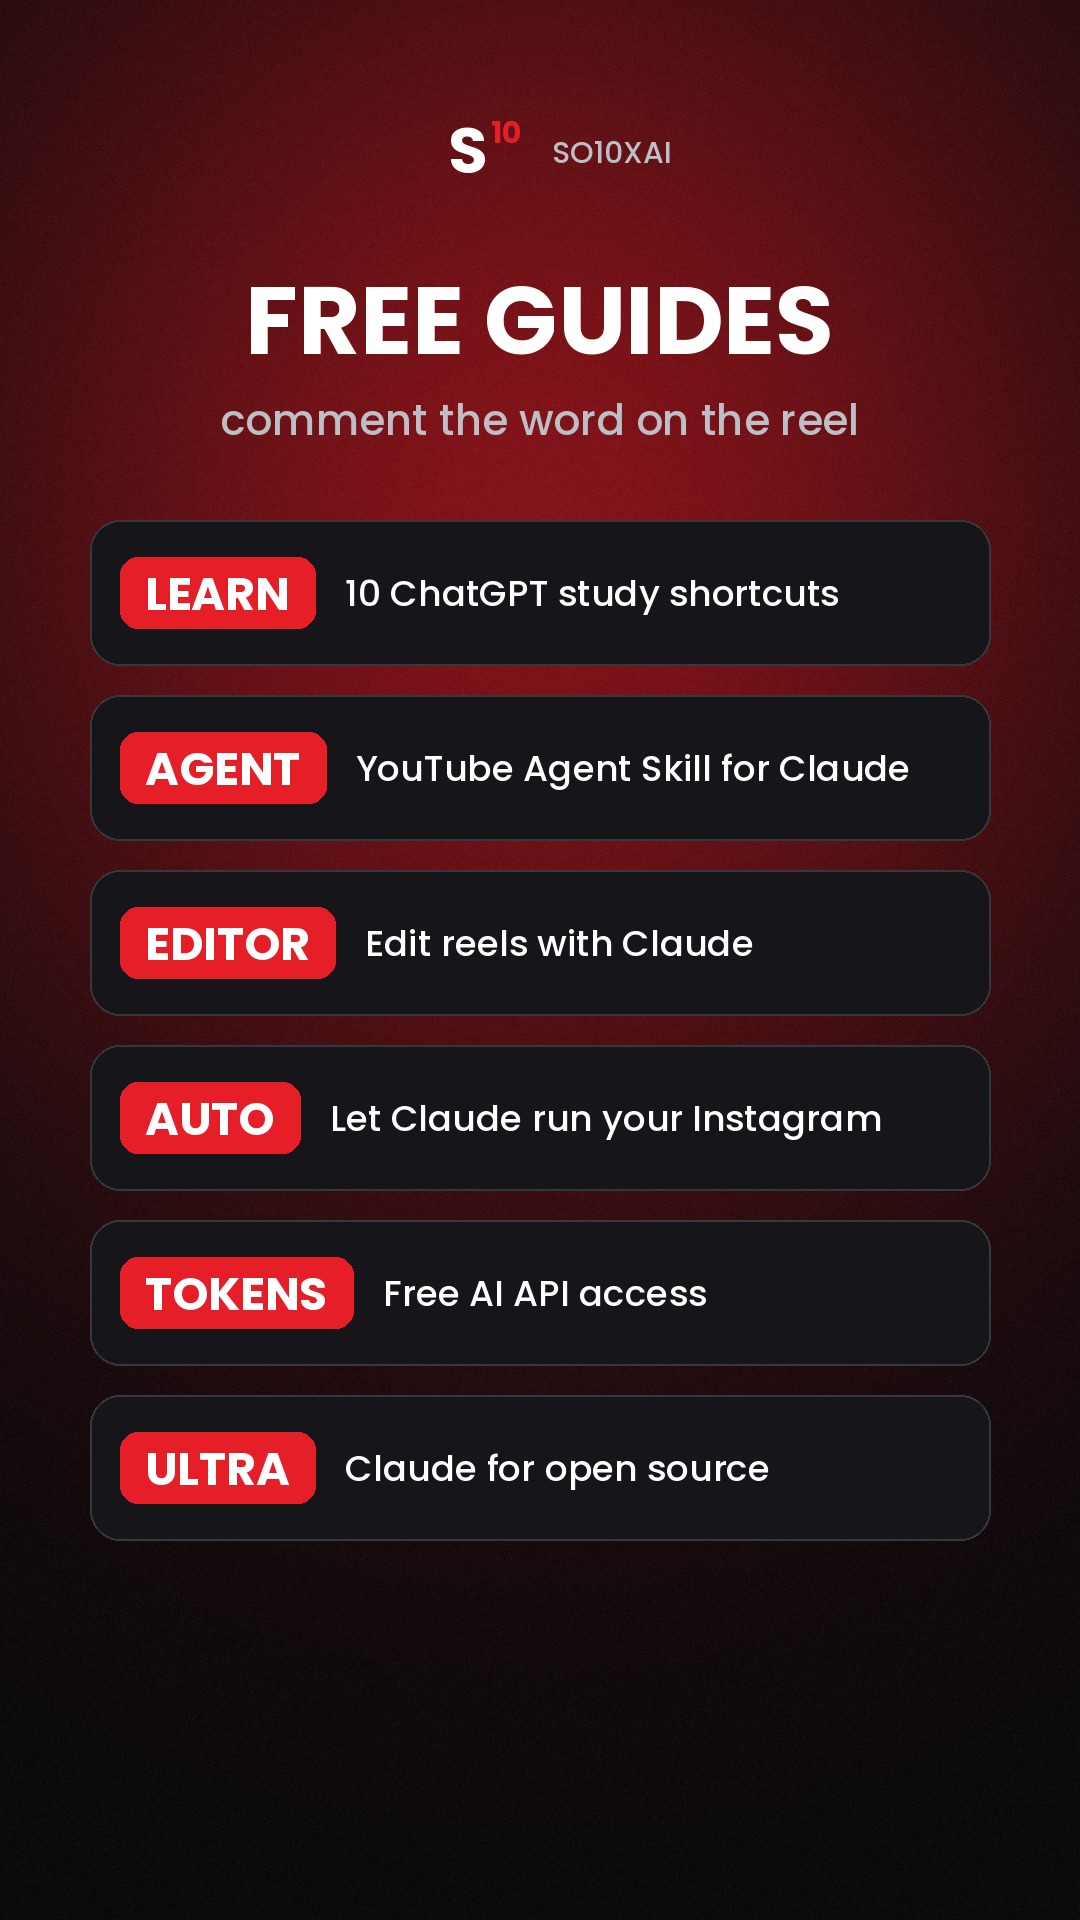 S10 SO10XAI
FREE GUIDES
comment the word on the reel
LEARN 10 ChatGPT study shortcuts
AGENT YouTube Agent Skill for Claude
EDITOR Edit reels with Claude
AUTO Let Claude run your Instagram
TOKENS Free AI API access
ULTRA Claude for open source